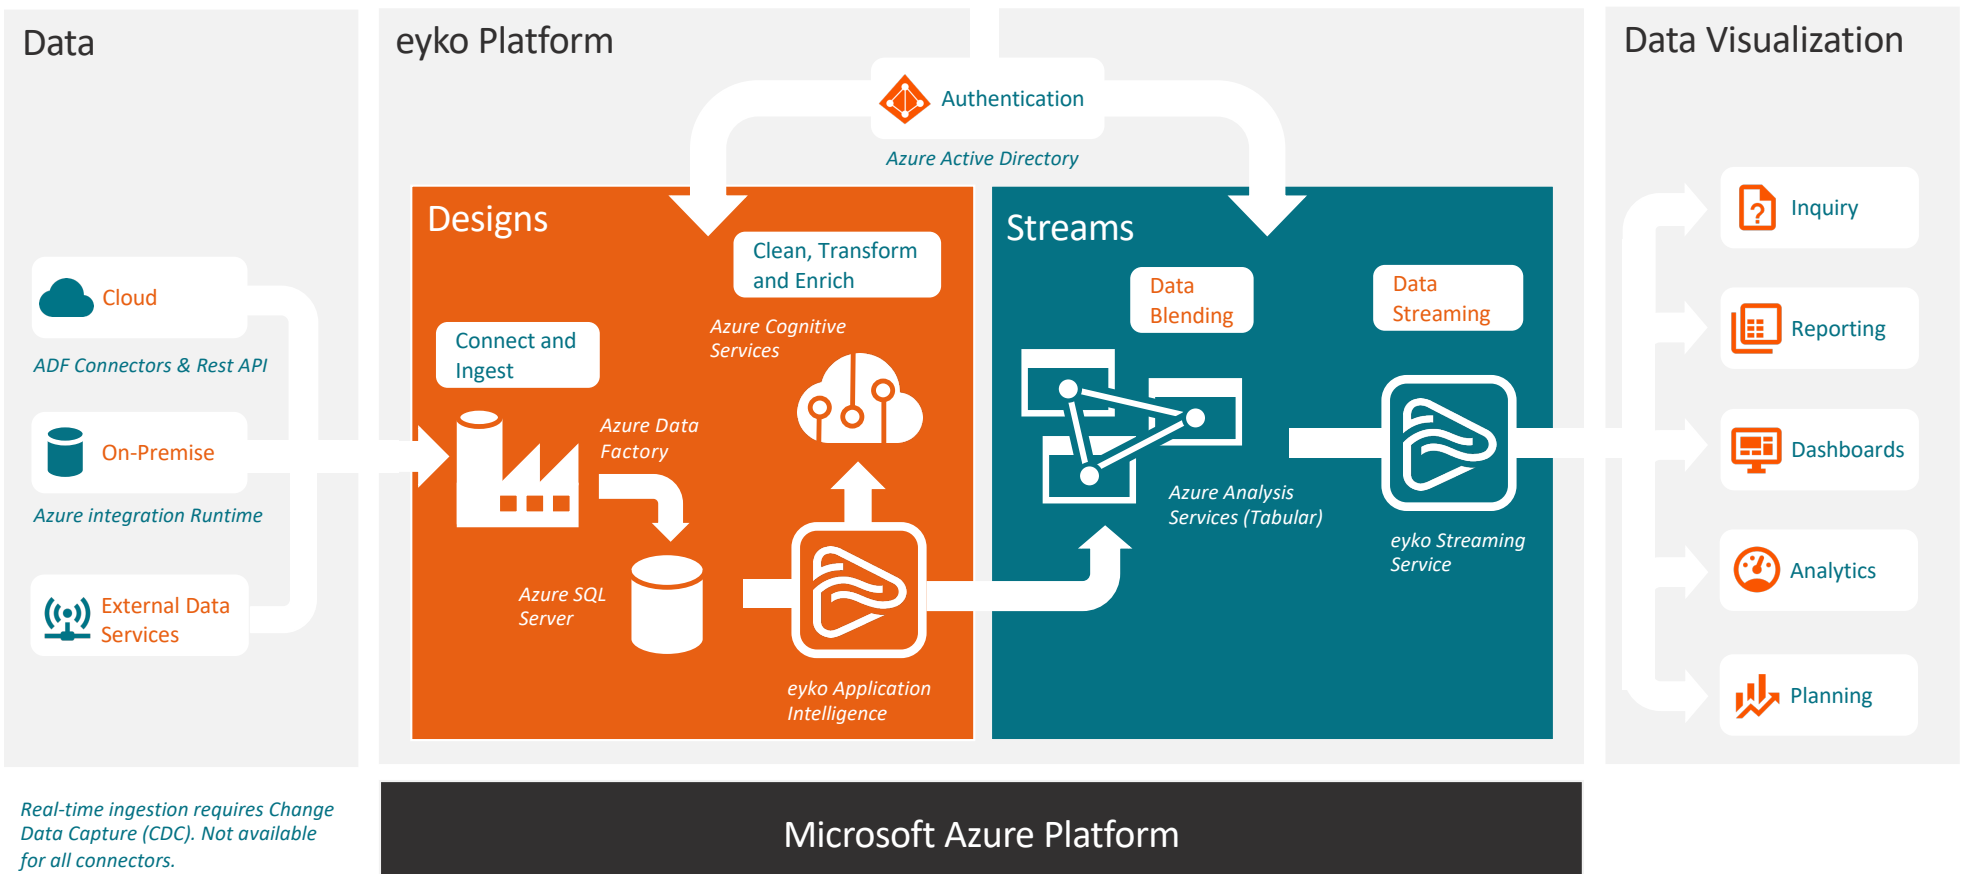 Data
Cloud
ADF Connectors & Rest API
On-Premise
Azure integration Runtime
External Data
Services
Real-time ingestion requires Change
Data Capture (CDC). Not available
for all connectors.
eyko Platform
Authentication
Azure Active Directory
Designs
Connect and
Ingest
Clean, Transform
and Enrich
Azure Cognitive
Services
Azure Data
Factory
Azure SQL
Server
eyko Application
Intelligence
Streams
Data
Blending
Data
Streaming
Azure Analysis
Services (Tabular)
eyko Streaming
Service
Microsoft Azure Platform
Data Visualization
?
Inquiry
Reporting
Dashboards
Analytics
Planning